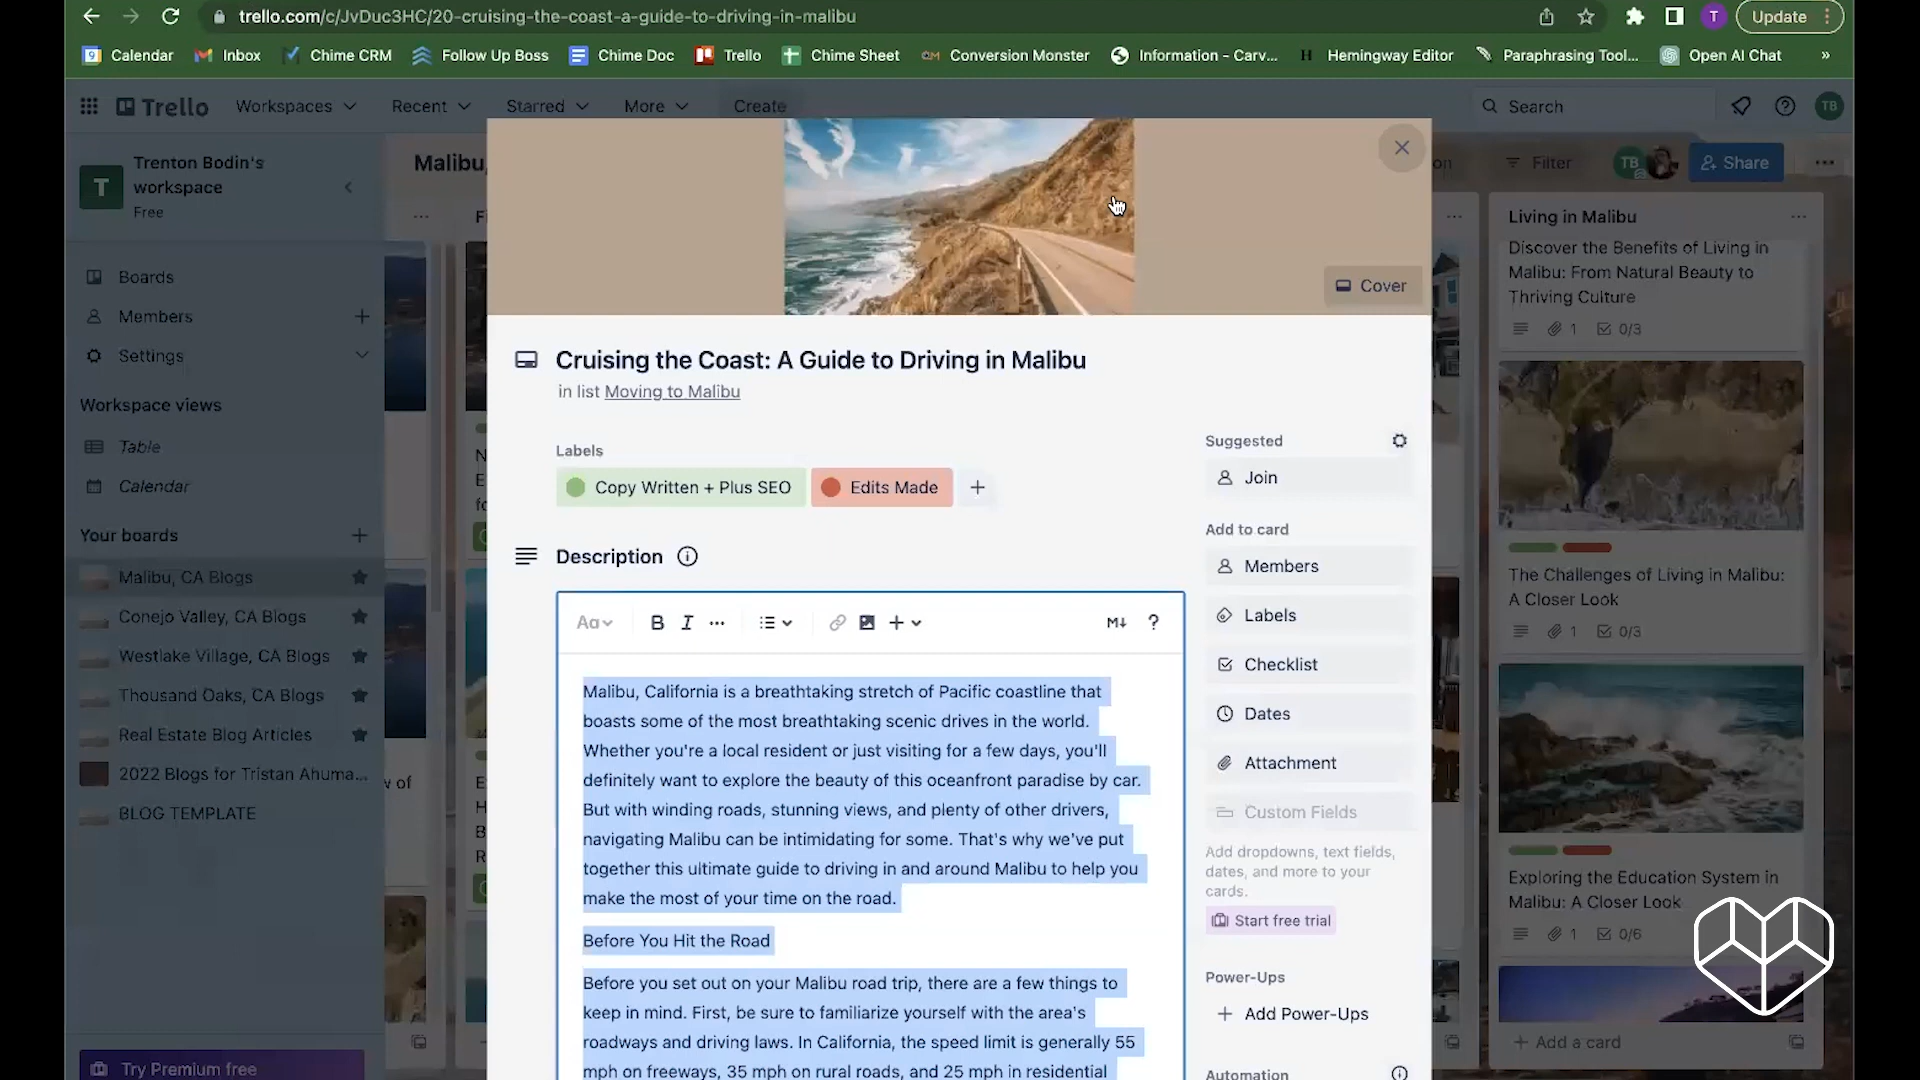 trello.com/c/JvDuc3HC/20-cruising-the-coast-a-guide-to-driving-in-malibu
T
Update
Calendar
Inbox
Chime CRM
Follow Up Boss
Chime Doc
Trello
Chime Sheet
CM Conversion Monster
Information - Carv...
H Hemingway Editor
Paraphrasing Tool...
Open AI Chat
»
Trello
Workspaces
Recent
Starred
More
Create
Search
TB
T
Trenton Bodin's
workspace
Free
Boards
Members
Settings
Workspace views
Table
Calendar
Your boards
Malibu, CA Blogs
Conejo Valley, CA Blogs
Westlake Village, CA Blogs
Thousand Oaks, CA Blogs
Real Estate Blog Articles
2022 Blogs for Tristan Ahuma...
BLOG TEMPLATE
Try Premium free
Malibu,
Filter
TB
Share
Cover
Cruising the Coast: A Guide to Driving in Malibu
in list Moving to Malibu
Labels
Copy Written + Plus SEO
Edits Made
Description
Aa
B
I
M
?
Malibu, California is a breathtaking stretch of Pacific coastline that
boasts some of the most breathtaking scenic drives in the world.
Whether you're a local resident or just visiting for a few days, you'll
definitely want to explore the beauty of this oceanfront paradise by car.
But with winding roads, stunning views, and plenty of other drivers,
navigating Malibu can be intimidating for some. That's why we've put
together this ultimate guide to driving in and around Malibu to help you
make the most of your time on the road.
Before You Hit the Road
Before you set out on your Malibu road trip, there are a few things to
keep in mind. First, be sure to familiarize yourself with the area's
roadways and driving laws. In California, the speed limit is generally 55
mph on freeways, 35 mph on rural roads, and 25 mph in residential
Suggested
Join
Add to card
Members
Labels
Checklist
Dates
Attachment
Custom Fields
Add dropdowns, text fields,
dates, and more to your
cards.
Start free trial
Power-Ups
Add Power-Ups
Automation
Living in Malibu
Discover the Benefits of Living in
Malibu: From Natural Beauty to
Thriving Culture
1
0/3
The Challenges of Living in Malibu:
A Closer Look
1
0/3
Exploring the Education System in
Malibu: A Closer Look
1
0/6
Add a card